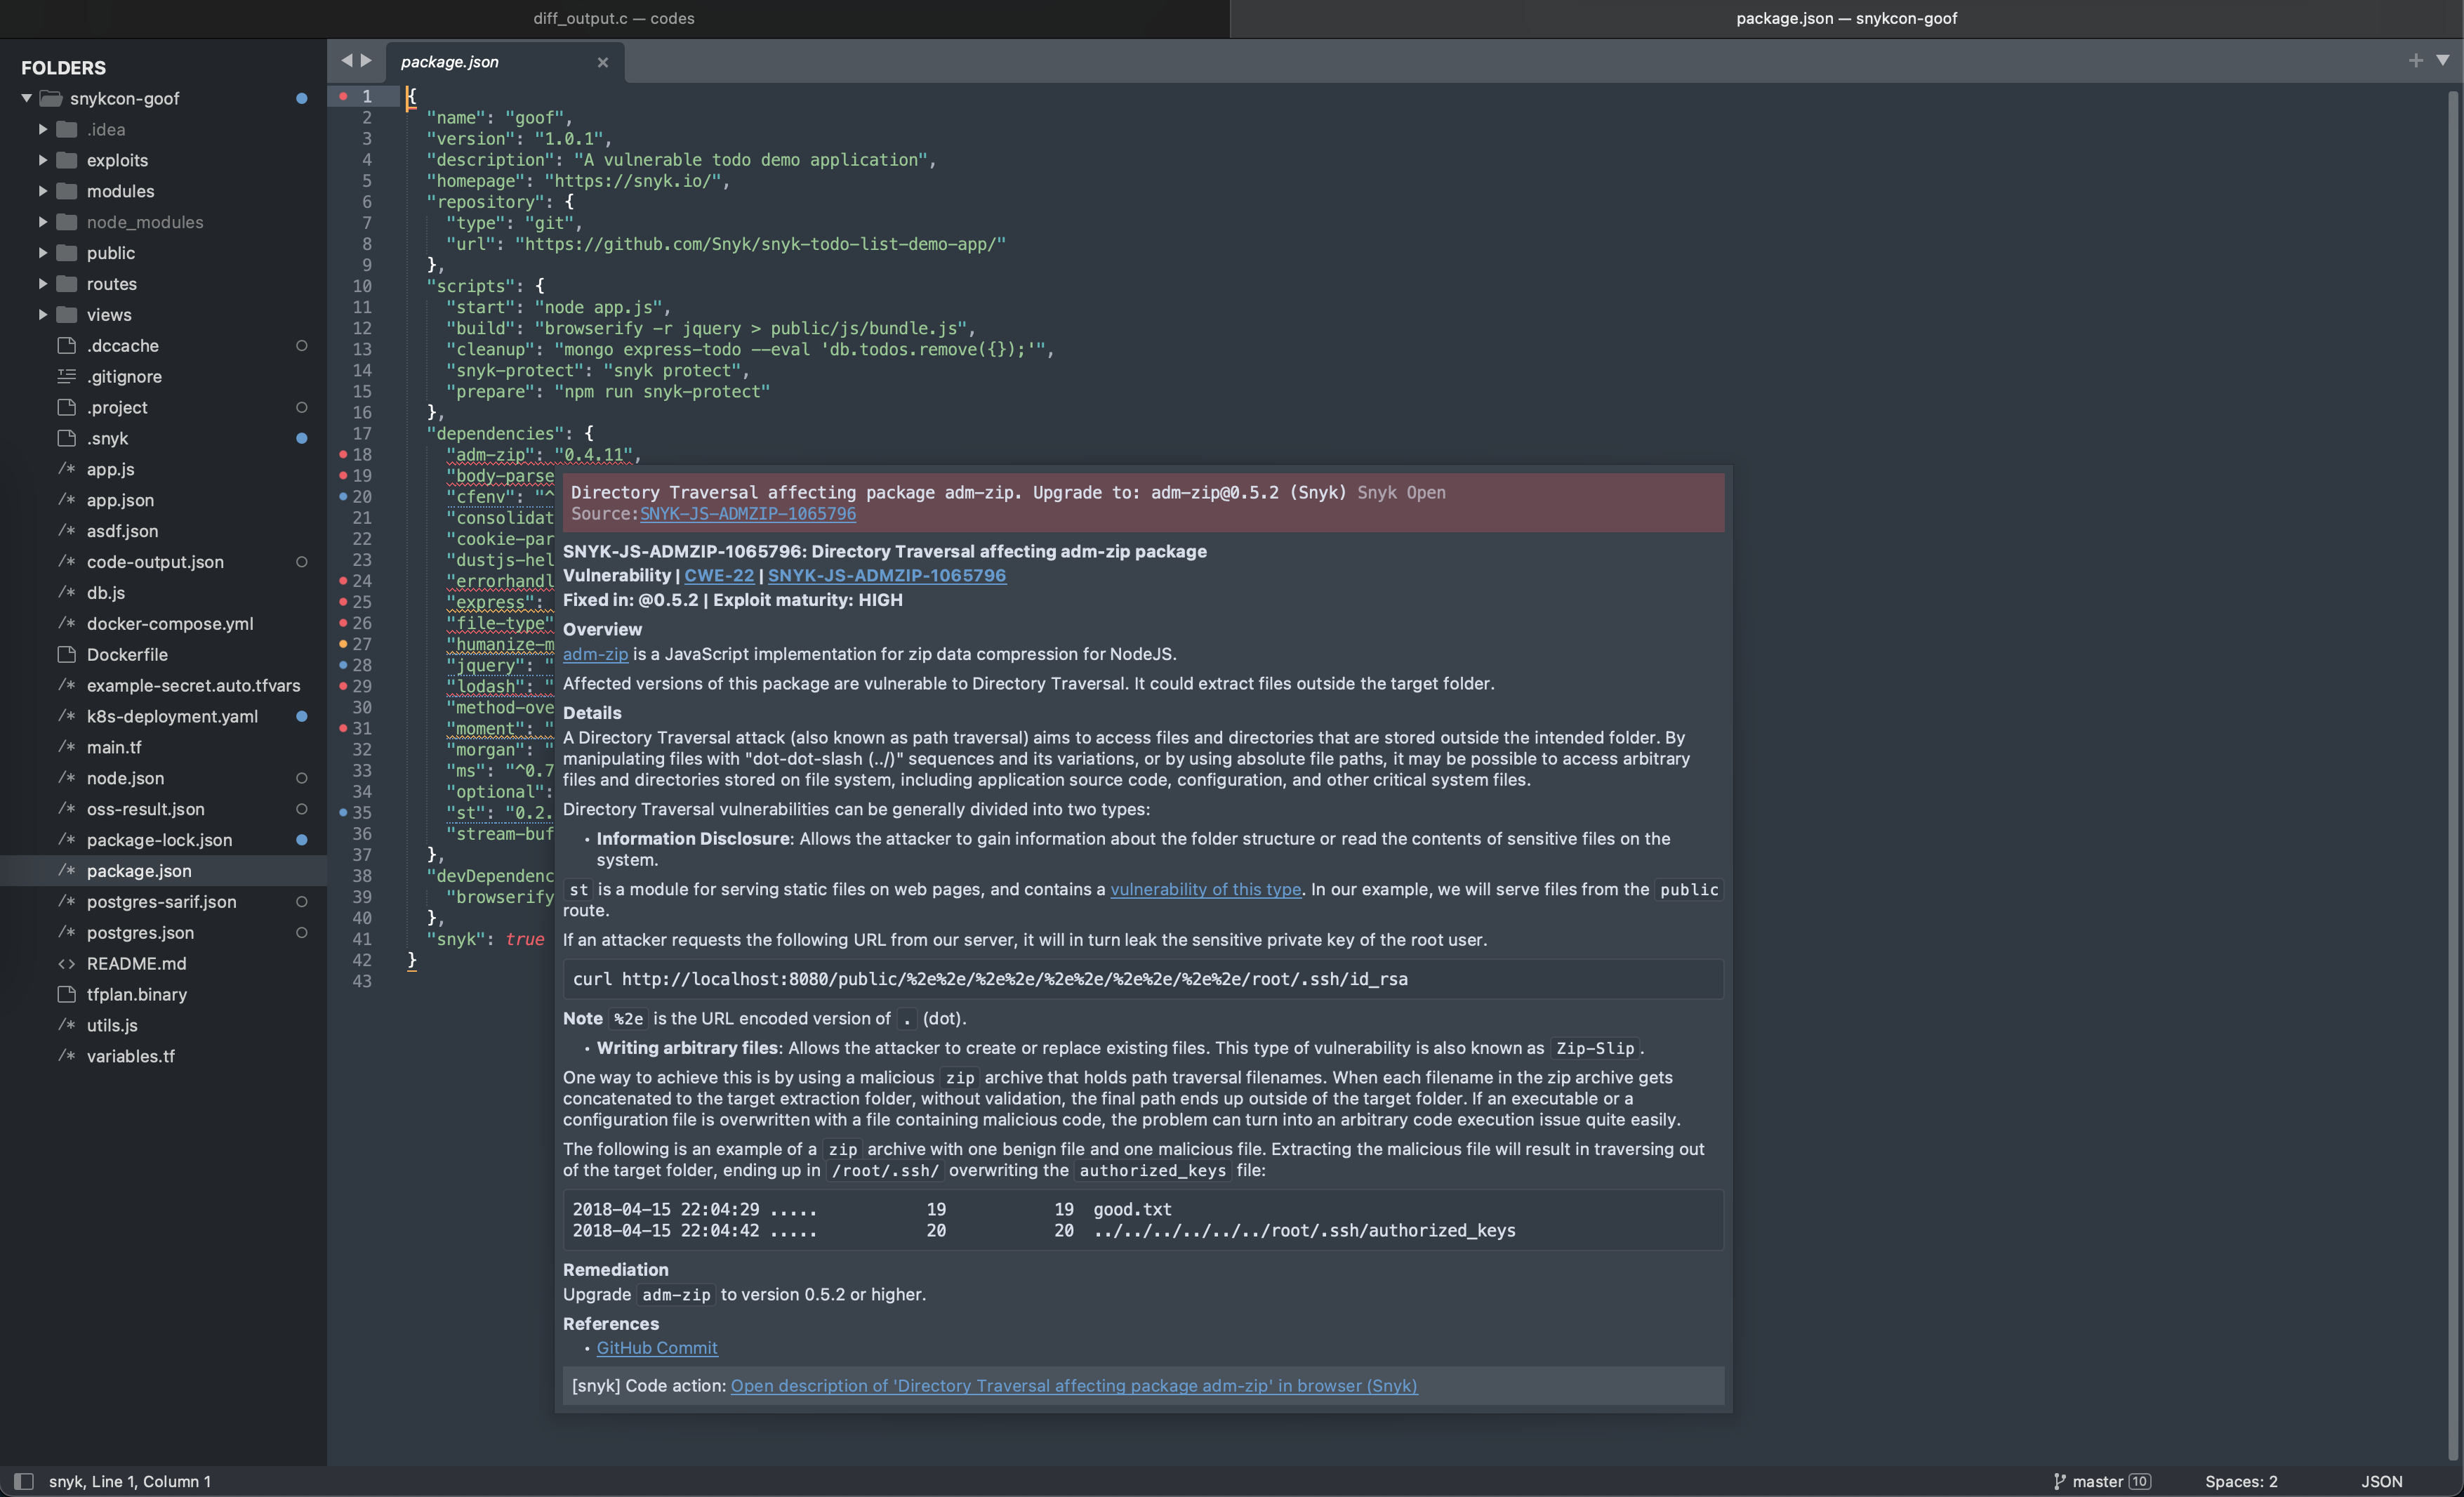 diff_output.c — codes
package.json — snykcon-goof
FOLDERS
snykcon-goof
.idea
exploits
modules
node_modules
public
routes
views
.dccache
.gitignore
.project
.snyk
app.js
app.json
asdf.json
code-output.json
db.js
docker-compose.yml
Dockerfile
example-secret.auto.tfvars
k8s-deployment.yaml
main.tf
node.json
oss-result.json
package-lock.json
package.json
postgres-sarif.json
postgres.json
README.md
tfplan.binary
utils.js
variables.tf
package.json
1 {
2 "name": "goof",
3 "version": "1.0.1",
4 "description": "A vulnerable todo demo application",
5 "homepage": "https://snyk.io/",
6 "repository": {
7 "type": "git",
8 "url": "https://github.com/Snyk/snyk-todo-list-demo-app/"
9 },
10 "scripts": {
11 "start": "node app.js",
12 "build": "browserify -r jquery > public/js/bundle.js",
13 "cleanup": "mongo express-todo --eval 'db.todos.remove({});'",
14 "snyk-protect": "snyk protect",
15 "prepare": "npm run snyk-protect"
16 },
17 "dependencies": {
18 "adm-zip": "0.4.11",
19 "body-parse
20 "cfenv": "^
21 "consolidat
22 "cookie-par
23 "dustjs-hel
24 "errorhandl
25 "express":
26 "file-type"
27 "humanize-m
28 "jquery": "
29 "lodash": "
30 "method-ove
31 "moment": "
32 "morgan": "
33 "ms": "^0.7
34 "optional":
35 "st": "0.2.
36 "stream-buf
37 },
38 "devDependenc
39 "browserify
40 },
41 "snyk": true
42 }
43
Directory Traversal affecting package adm-zip. Upgrade to: adm-zip@0.5.2 (Snyk) Snyk Open
Source:SNYK-JS-ADMZIP-1065796
SNYK-JS-ADMZIP-1065796: Directory Traversal affecting adm-zip package
Vulnerability | CWE-22 | SNYK-JS-ADMZIP-1065796
Fixed in: @0.5.2 | Exploit maturity: HIGH
Overview
adm-zip is a JavaScript implementation for zip data compression for NodeJS.
Affected versions of this package are vulnerable to Directory Traversal. It could extract files outside the target folder.
Details
A Directory Traversal attack (also known as path traversal) aims to access files and directories that are stored outside the intended folder. By
manipulating files with "dot-dot-slash (../)" sequences and its variations, or by using absolute file paths, it may be possible to access arbitrary
files and directories stored on file system, including application source code, configuration, and other critical system files.
Directory Traversal vulnerabilities can be generally divided into two types:
• Information Disclosure: Allows the attacker to gain information about the folder structure or read the contents of sensitive files on the
system.
st is a module for serving static files on web pages, and contains a vulnerability of this type. In our example, we will serve files from the public
route.
If an attacker requests the following URL from our server, it will in turn leak the sensitive private key of the root user.
curl http://localhost:8080/public/%2e%2e/%2e%2e/%2e%2e/%2e%2e/%2e%2e/root/.ssh/id_rsa
Note %2e is the URL encoded version of . (dot).
• Writing arbitrary files: Allows the attacker to create or replace existing files. This type of vulnerability is also known as Zip-Slip.
One way to achieve this is by using a malicious zip archive that holds path traversal filenames. When each filename in the zip archive gets
concatenated to the target extraction folder, without validation, the final path ends up outside of the target folder. If an executable or a
configuration file is overwritten with a file containing malicious code, the problem can turn into an arbitrary code execution issue quite easily.
The following is an example of a zip archive with one benign file and one malicious file. Extracting the malicious file will result in traversing out
of the target folder, ending up in /root/.ssh/ overwriting the authorized_keys file:
2018-04-15 22:04:29 ..... 19 19 good.txt
2018-04-15 22:04:42 ..... 20 20 ../../../../../../root/.ssh/authorized_keys
Remediation
Upgrade adm-zip to version 0.5.2 or higher.
References
• GitHub Commit
[snyk] Code action: Open description of 'Directory Traversal affecting package adm-zip' in browser (Snyk)
snyk, Line 1, Column 1
master 10
Spaces: 2
JSON